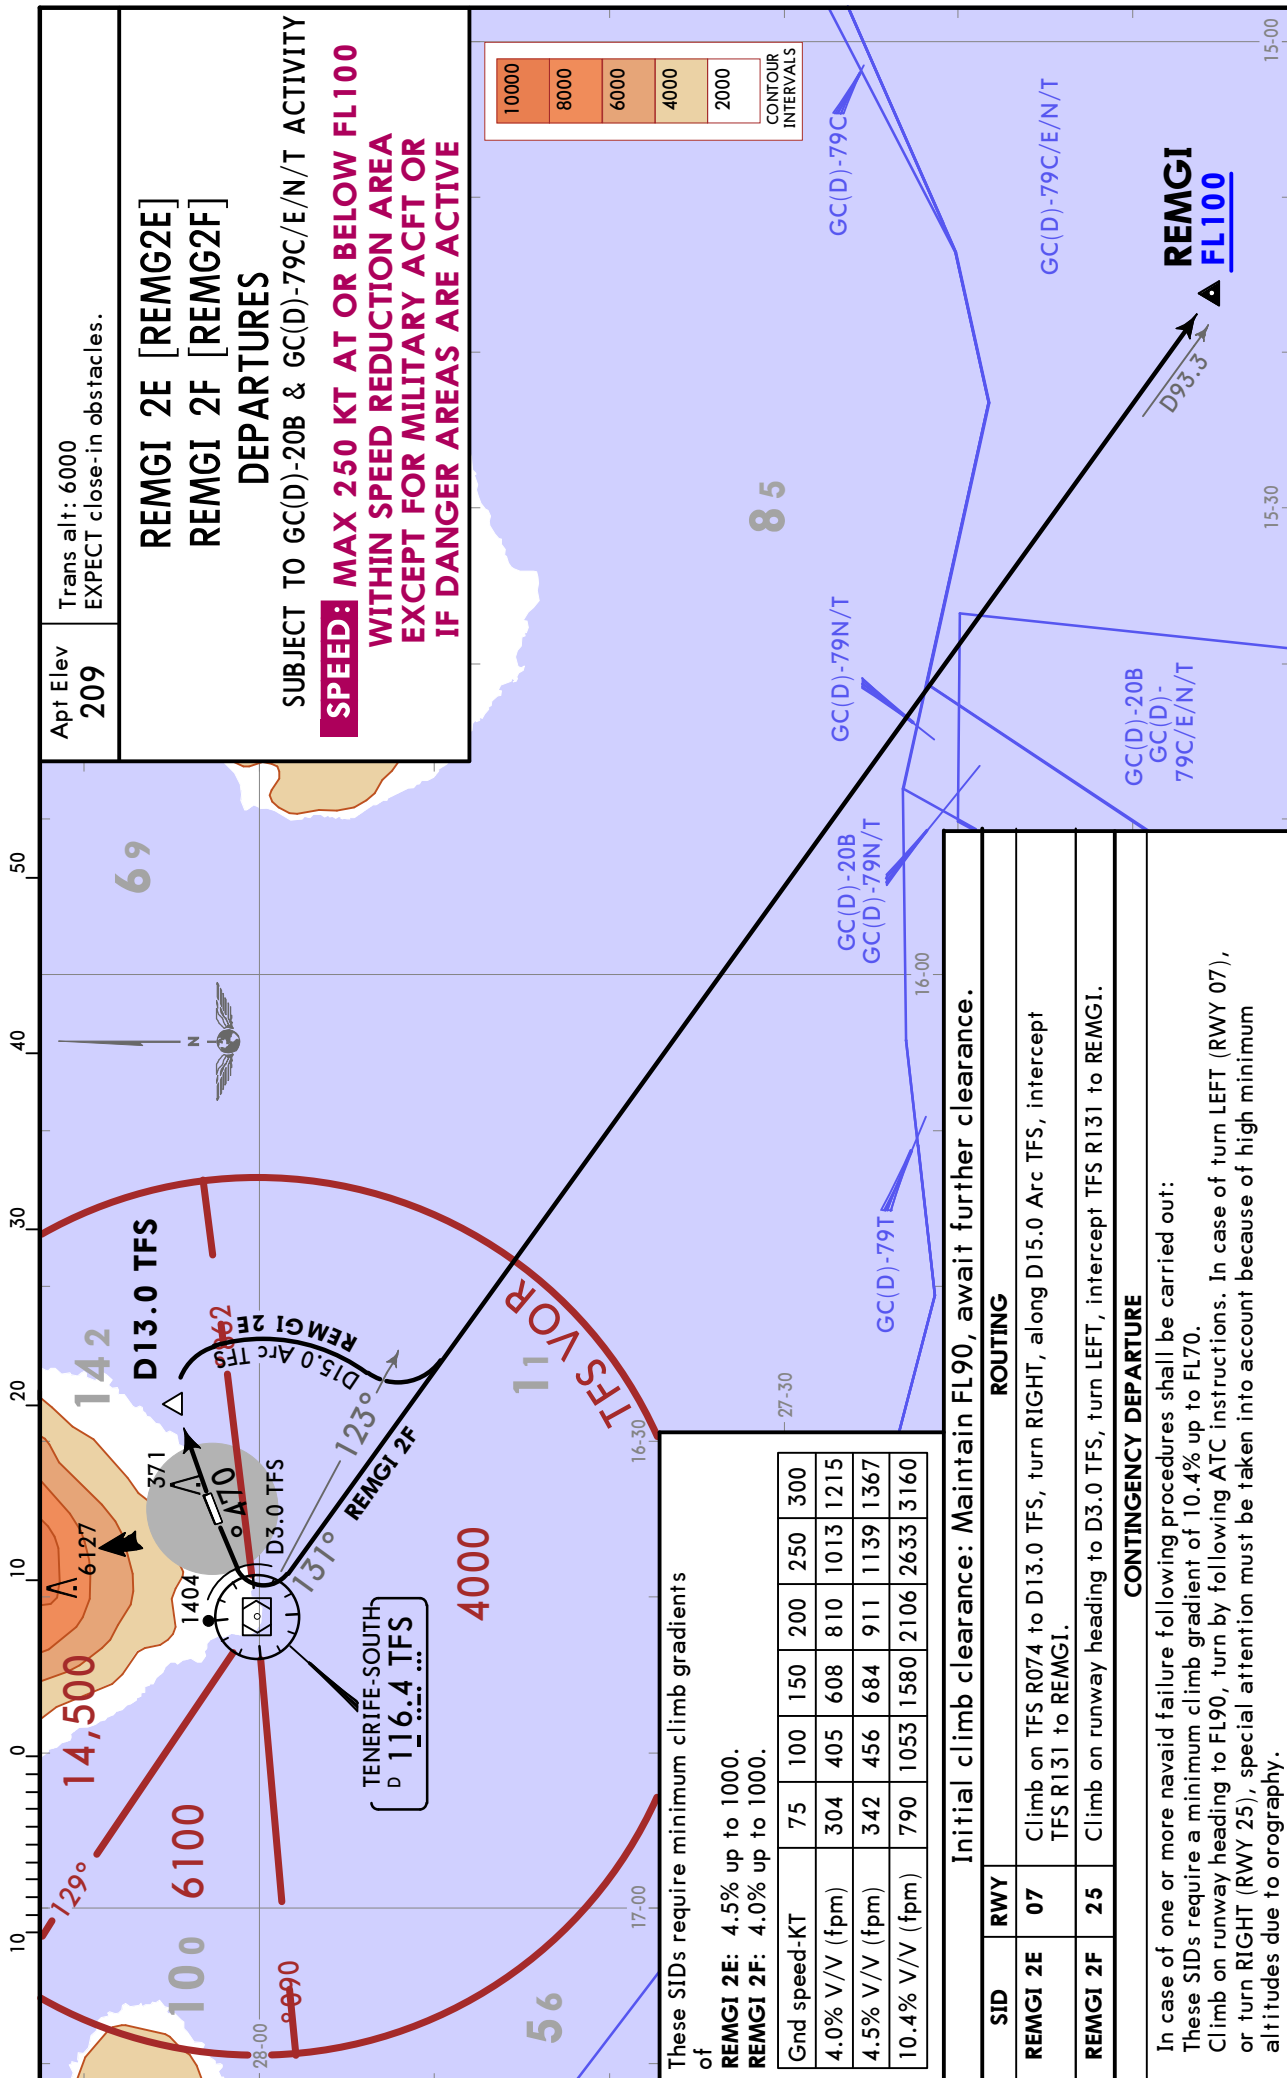 Apt Elev
209
Trans alt: 6000
EXPECT close-in obstacles.
REMGI 2E [REMG2E]
REMGI 2F [REMG2F]
DEPARTURES
SUBJECT TO GC(D)-20B & GC(D)-79C/E/N/T ACTIVITY
SPEED: MAX 250 KT AT OR BELOW FL100
WITHIN SPEED REDUCTION AREA
EXCEPT FOR MILITARY ACFT OR
IF DANGER AREAS ARE ACTIVE
10000
8000
6000
4000
2000
CONTOUR
INTERVALS
10
0
10
20
30
40
50
129°
14,500
6127
142
69
6100
100
1404
371
D13.0 TFS
N
A70
262°
REMGI 2E
D15.0 Arc TFS
D3.0 TFS
28-00
TENERIFE-SOUTH
D 116.4 TFS
131°
123°
REMGI 2F
4000
11
TFS VOR
56
17-00
16-30
16-00
15-30
15-00
27-30
85
GC(D)-79C
GC(D)-79N/T
GC(D)-20B
GC(D)-79N/T
GC(D)-79T
GC(D)-79C/E/N/T
GC(D)-20B
GC(D)-
79C/E/N/T
D93.3
REMGI
FL100
These SIDs require minimum climb gradients
of
REMGI 2E: 4.5% up to 1000.
REMGI 2F: 4.0% up to 1000.
Gnd speed-KT 75 100 150 200 250 300
4.0% V/V (fpm) 304 405 608 810 1013 1215
4.5% V/V (fpm) 342 456 684 911 1139 1367
10.4% V/V (fpm) 790 1053 1580 2106 2633 3160
Initial climb clearance: Maintain FL90, await further clearance.
SID RWY ROUTING
REMGI 2E 07 Climb on TFS R074 to D13.0 TFS, turn RIGHT, along D15.0 Arc TFS, intercept
TFS R131 to REMGI.
REMGI 2F 25 Climb on runway heading to D3.0 TFS, turn LEFT, intercept TFS R131 to REMGI.
CONTINGENCY DEPARTURE
In case of one or more navaid failure following procedures shall be carried out:
These SIDs require a minimum climb gradient of 10.4% up to FL70.
Climb on runway heading to FL90, turn by following ATC instructions. In case of turn LEFT (RWY 07),
or turn RIGHT (RWY 25), special attention must be taken into account because of high minimum
altitudes due to orography.